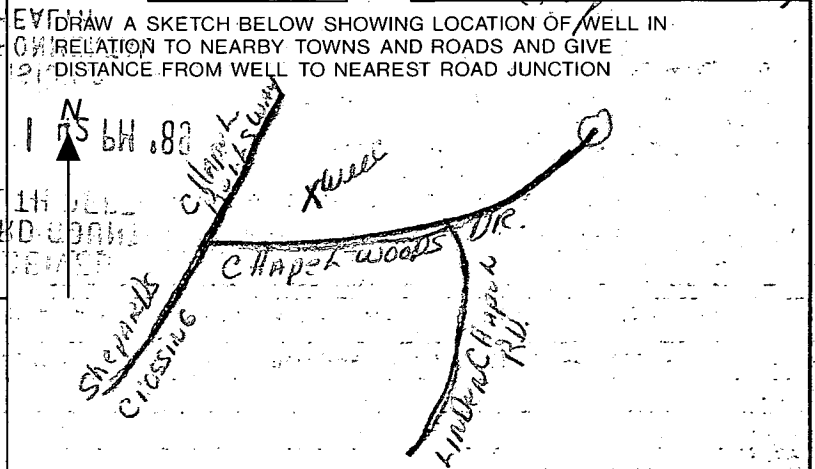 DRAW A SKETCH BELOW SHOWING LOCATION OF WELL IN
RELATION TO NEARBY TOWNS AND ROADS AND GIVE
DISTANCE FROM WELL TO NEAREST ROAD JUNCTION
N
CHapeL
XWell
CHApeL WOODS DR.
ShepARDS
CrOSSING
LINDeN CHApeL
RD.